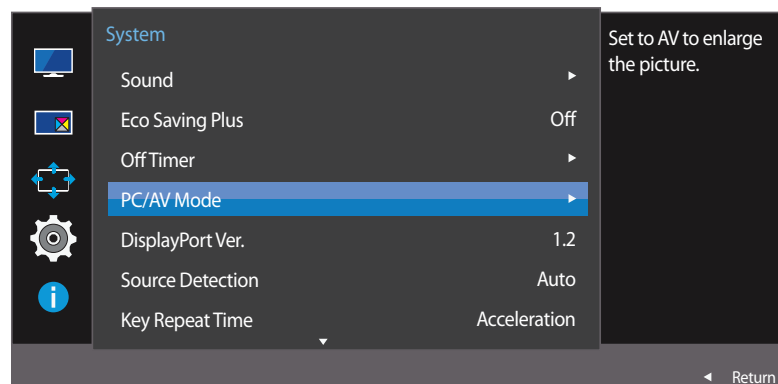 System
Sound
Eco Saving Plus Off
Off Timer
PC/AV Mode
DisplayPort Ver. 1.2
Source Detection Auto
Key Repeat Time Acceleration
Set to AV to enlarge
the picture.
Return